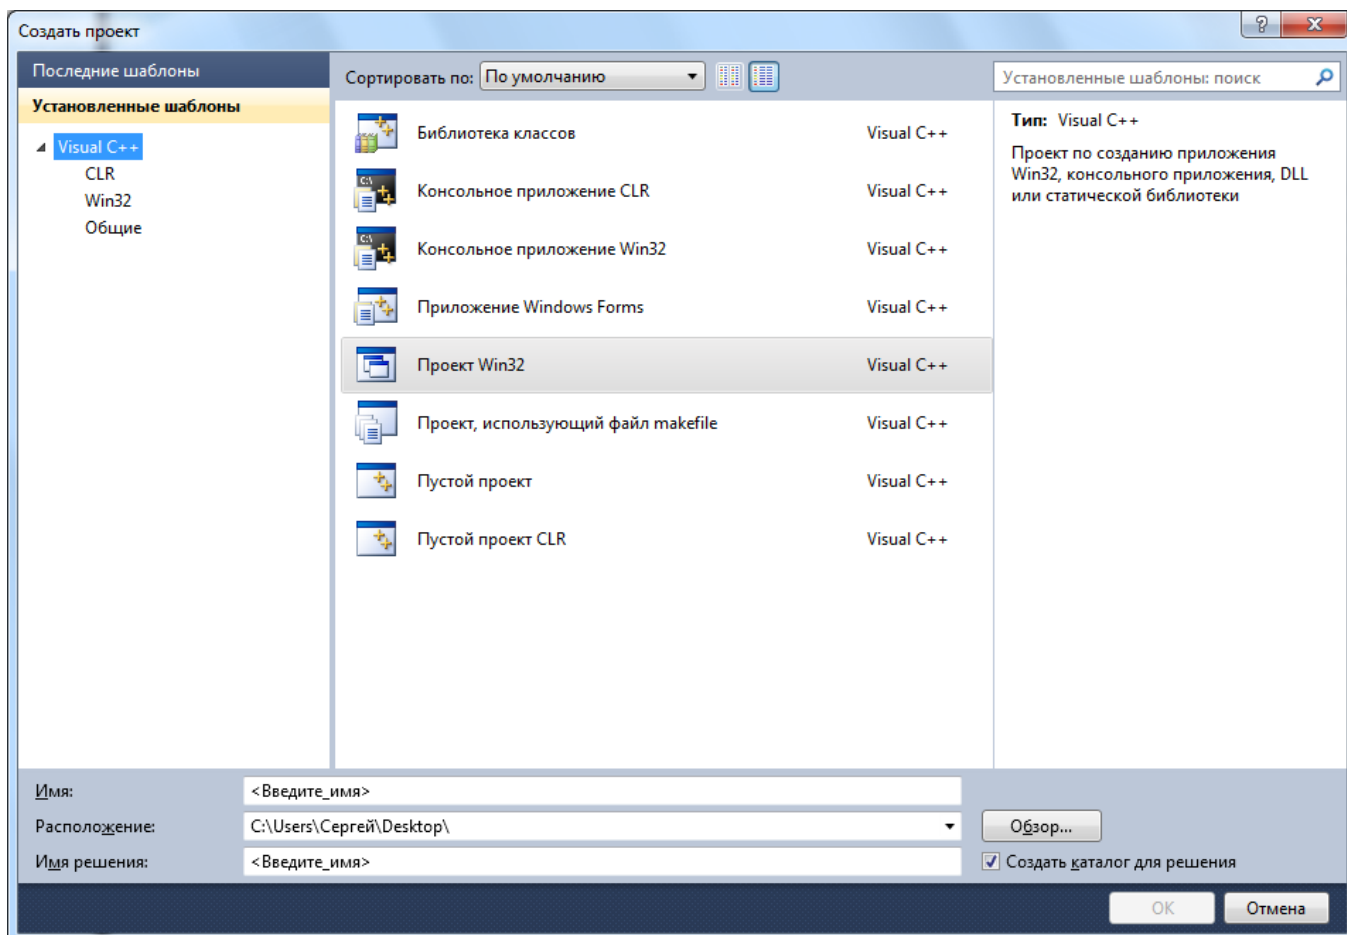 Создать проект
Последние шаблоны
Установленные шаблоны
Visual C++
CLR
Win32
Общие
Сортировать по: По умолчанию
Библиотека классов Visual C++
Консольное приложение CLR Visual C++
Консольное приложение Win32 Visual C++
Приложение Windows Forms Visual C++
Проект Win32 Visual C++
Проект, использующий файл makefile Visual C++
Пустой проект Visual C++
Пустой проект CLR Visual C++
Установленные шаблоны: поиск
Тип: Visual C++
Проект по созданию приложения
Win32, консольного приложения, DLL
или статической библиотеки
Имя: <Введите_имя>
Расположение: C:\Users\Сергей\Desktop\
Обзор...
Имя решения: <Введите_имя>
Создать каталог для решения
OK Отмена